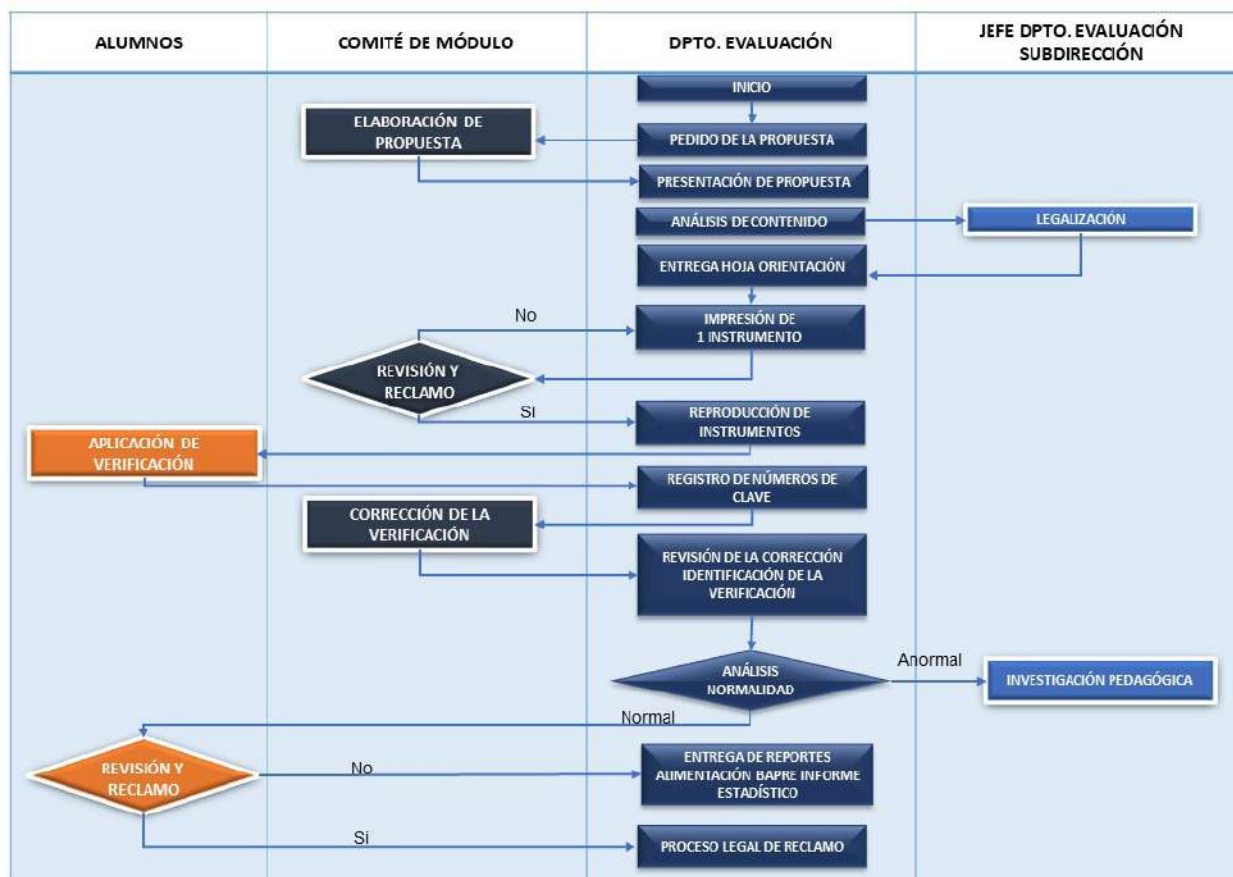 ALUMNOS
COMITÉ DE MÓDULO
DPTO. EVALUACIÓN
JEFE DPTO. EVALUACIÓN
SUBDIRECCIÓN
INICIO
ELABORACIÓN DE
PROPUESTA
PEDIDO DE LA PROPUESTA
PRESENTACIÓN DE PROPUESTA
ANÁLISIS DE CONTENIDO
LEGALIZACIÓN
ENTREGA HOJA ORIENTACIÓN
No
IMPRESIÓN DE
1 INSTRUMENTO
REVISIÓN Y
RECLAMO
Si
REPRODUCCIÓN DE
INSTRUMENTOS
APLICACIÓN DE
VERIFICACIÓN
REGISTRO DE NÚMEROS DE
CLAVE
CORRECCIÓN DE LA
VERIFICACIÓN
REVISIÓN DE LA CORRECCIÓN
IDENTIFICACIÓN DE LA
VERIFICACIÓN
ANÁLISIS
NORMALIDAD
Anormal
INVESTIGACIÓN PEDAGÓGICA
Normal
REVISIÓN Y
RECLAMO
No
ENTREGA DE REPORTES
ALIMENTACIÓN BAPRE INFORME
ESTADÍSTICO
Si
PROCESO LEGAL DE RECLAMO